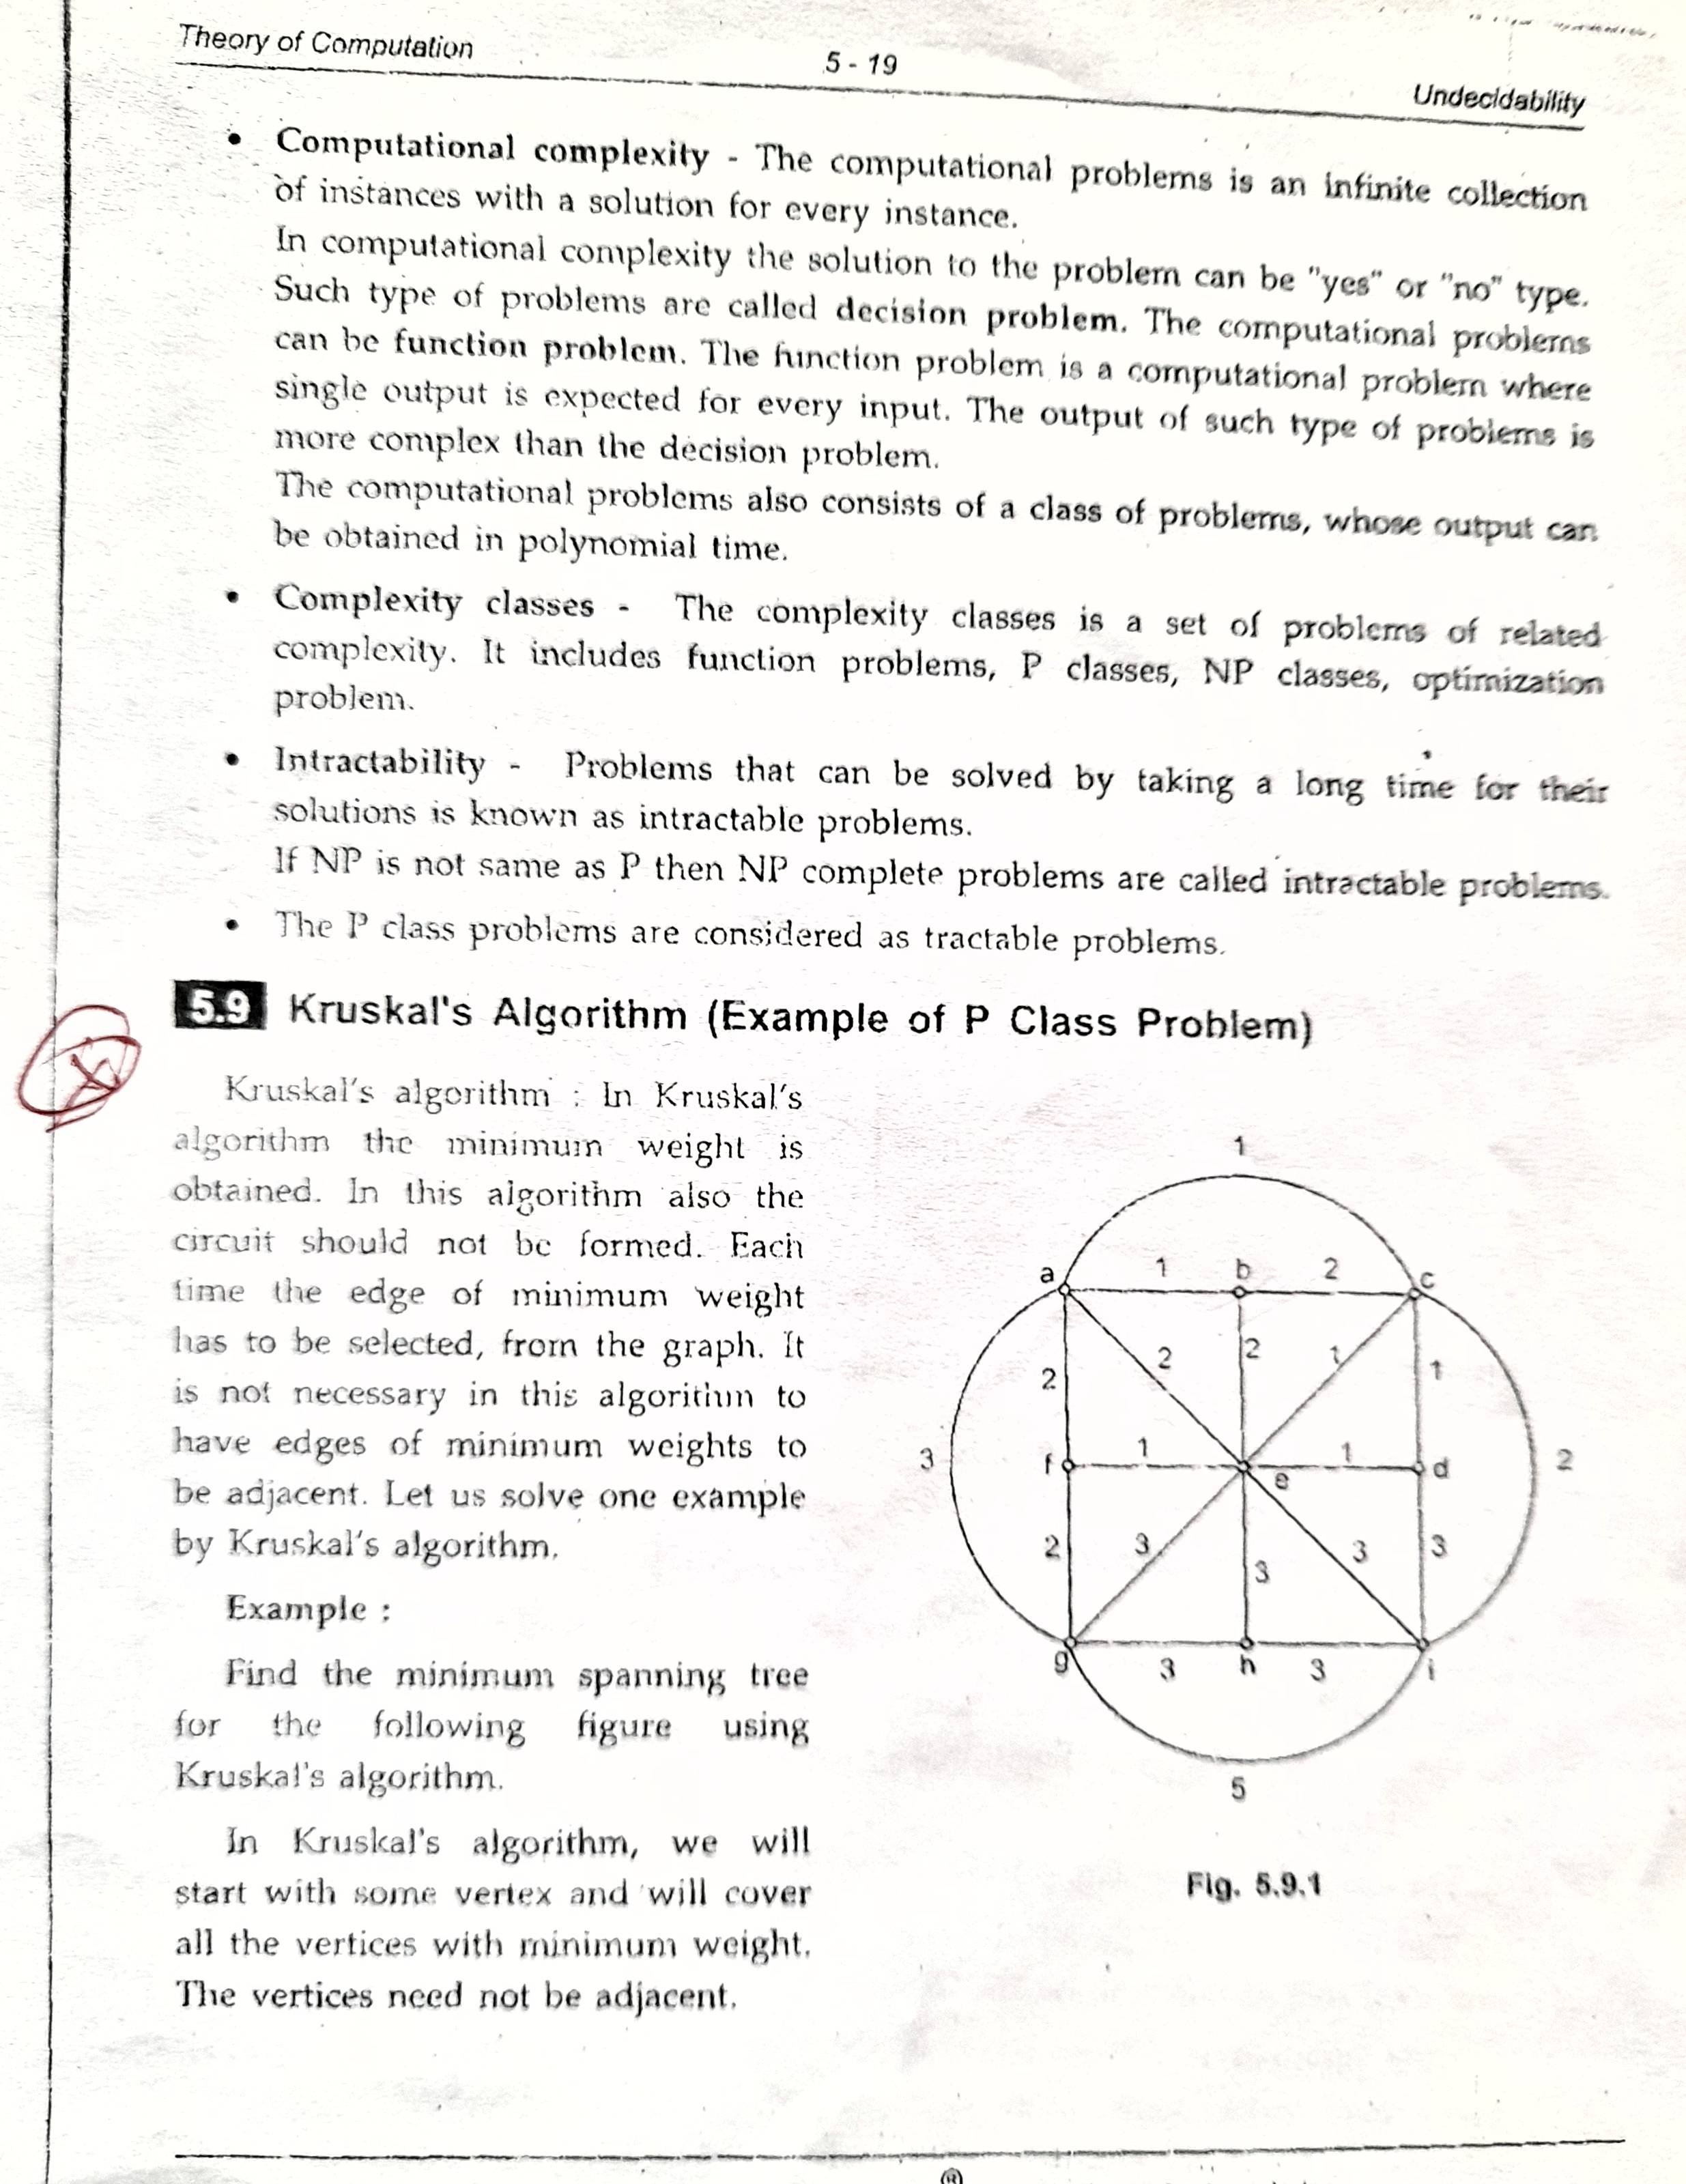 Theory of Computation
5 - 19
Undecidability
• Computational complexity - The computational problems is an infinite collection
of instances with a solution for every instance.
In computational complexity the solution to the problem can be "yes" or "no" type.
Such type of problems are called decision problem. The computational problems
can be function problem. The function problem is a computational problem where
single output is expected for every input. The output of such type of problems is
more complex than the decision problem.
The computational problems also consists of a class of problems, whose output can
be obtained in polynomial time.
• Complexity classes - The complexity classes is a set of problems of related
complexity. It includes function problems, P classes, NP classes, optimization
problem.
• Intractability - Problems that can be solved by taking a long time for their
solutions is known as intractable problems.
If NP is not same as P then NP complete problems are called intractable problems.
• The P class problems are considered as tractable problems.
5.9 Kruskal's Algorithm (Example of P Class Problem)
Kruskal's algorithm : In Kruskal's
algorithm the minimum weight is
obtained. In this algorithm also the
circuit should not be formed. Each
time the edge of minimum weight
has to be selected, from the graph. It
is not necessary in this algorithm to
have edges of minimum weights to
be adjacent. Let us solve one example
by Kruskal's algorithm.
Example :
Find the minimum spanning tree
for the following figure using
Kruskal's algorithm.
In Kruskal's algorithm, we will
start with some vertex and will cover
all the vertices with minimum weight.
The vertices need not be adjacent.
1
a 1 b 2 c
2 2 2 1 1
3 f 1 e 1 d 2
2 3 3 3 3
g 3 h 3 i
5
Fig. 5.9.1